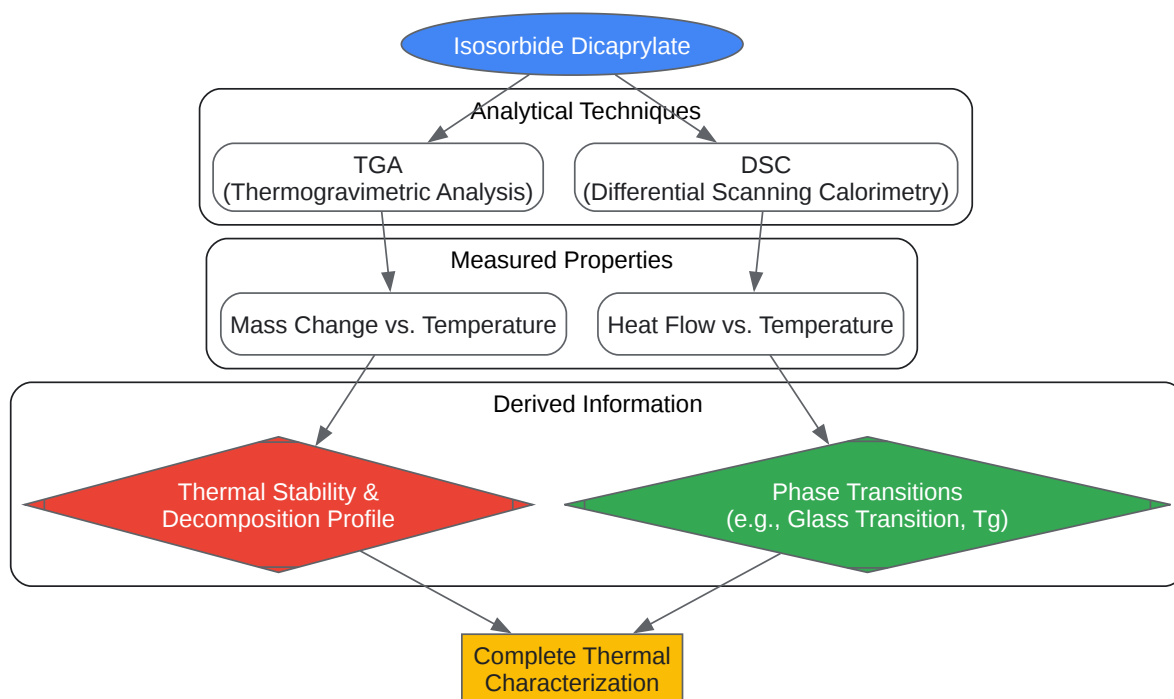 Isosorbide Dicaprylate
Analytical Techniques
TGA
(Thermogravimetric Analysis)
DSC
(Differential Scanning Calorimetry)
Measured Properties
Mass Change vs. Temperature
Heat Flow vs. Temperature
Derived Information
Thermal Stability &
Decomposition Profile
Phase Transitions
(e.g., Glass Transition, Tg)
Complete Thermal
Characterization